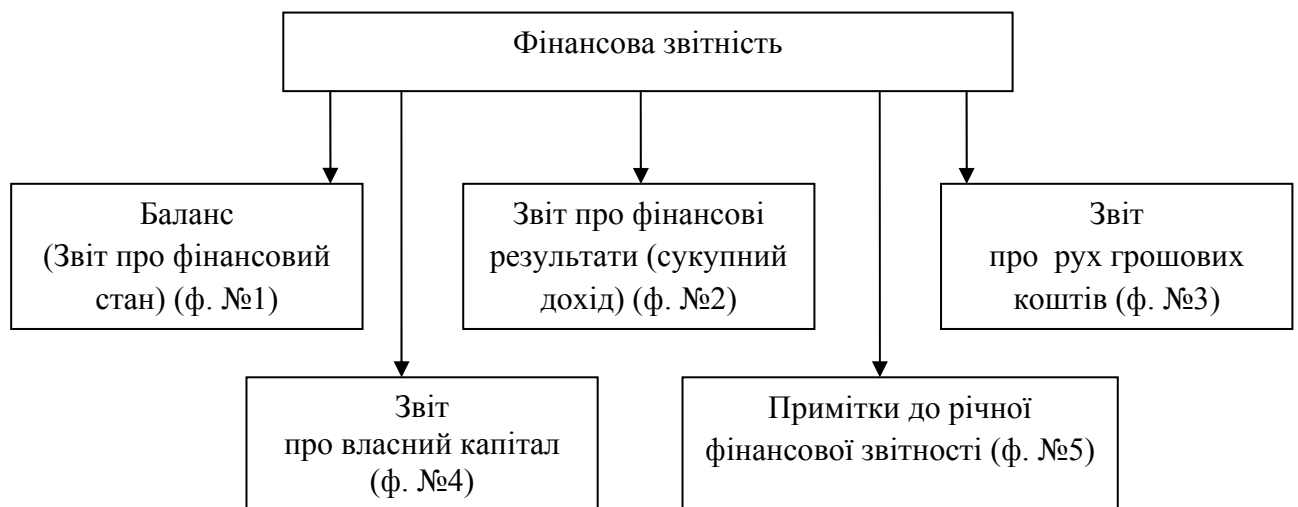 Фінансова звітність
Баланс
(Звіт про фінансовий
стан) (ф. №1)
Звіт про фінансові
результати (сукупний
дохід) (ф. №2)
Звіт
про рух грошових
коштів (ф. №3)
Звіт
про власний капітал
(ф. №4)
Примітки до річної
фінансової звітності (ф. №5)